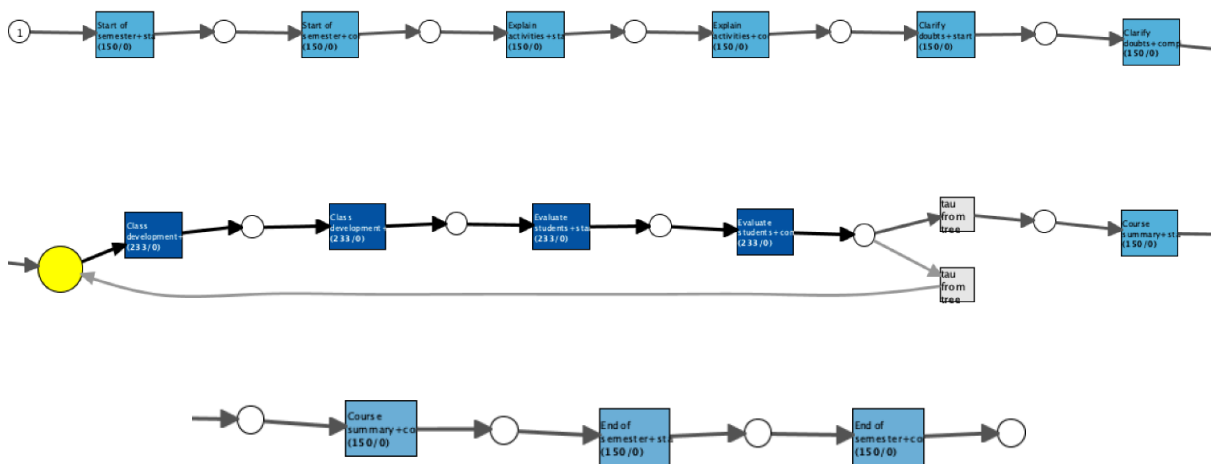 1
Start of
semester+sta
(150/0)
Start of
semester+co
(150/0)
Explain
activities+sta
(150/0)
Explain
activities+co
(150/0)
Clarify
doubts+start
(150/0)
Clarify
doubts+comp
(150/0)
Class
development+
(233/0)
Class
development+
(233/0)
Evaluate
students+sta
(233/0)
Evaluate
students+con
(233/0)
tau
from
tree
Course
summary+sta
(150/0)
tau
from
tree
Course
summary+co
(150/0)
End of
semester+sta
(150/0)
End of
semester+co
(150/0)